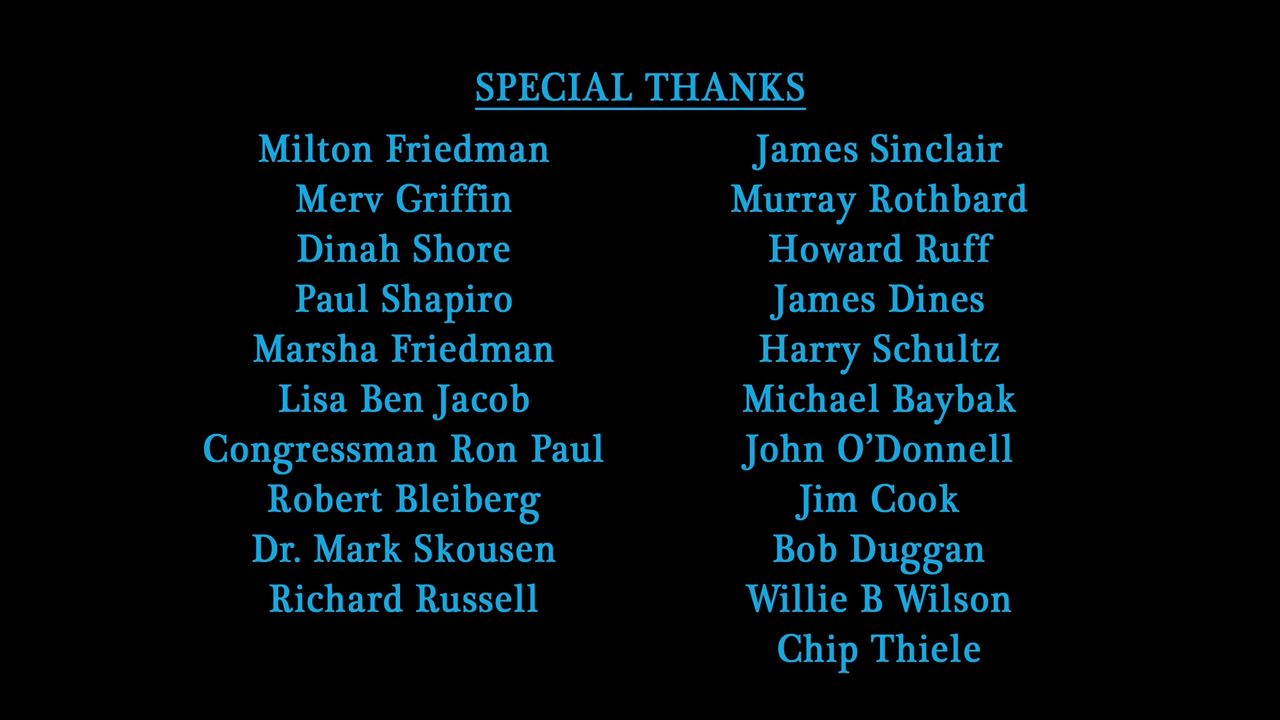 SPECIAL THANKS
Milton Friedman
Merv Griffin
Dinah Shore
Paul Shapiro
Marsha Friedman
Lisa Ben Jacob
Congressman Ron Paul
Robert Bleiberg
Dr. Mark Skousen
Richard Russell
James Sinclair
Murray Rothbard
Howard Ruff
James Dines
Harry Schultz
Michael Baybak
John O’Donnell
Jim Cook
Bob Duggan
Willie B Wilson
Chip Thiele